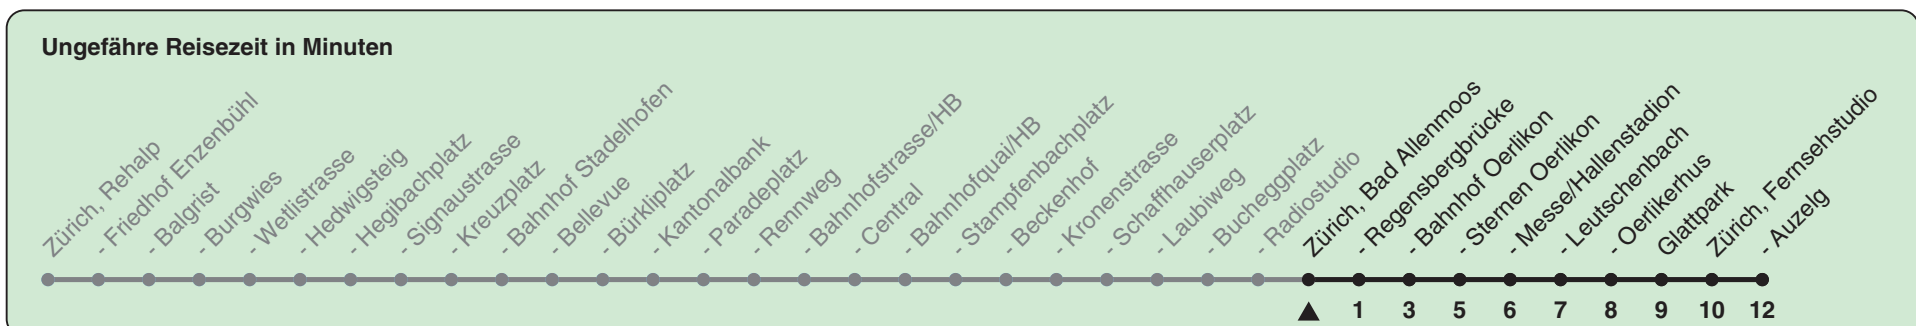 Ungefähre Reisezeit in Minuten
Zürich, Rehalp
- Friedhof Enzenbühl
- Balgrist
- Burgwies
- Wetlistrasse
- Hedwigsteig
- Hegibachplatz
- Signaustrasse
- Kreuzplatz
- Bahnhof Stadelhofen
- Bellevue
- Bürkliplatz
- Kantonalbank
- Paradeplatz
- Rennweg
- Bahnhofstrasse/HB
- Central
- Bahnhofquai/HB
- Stampfenbachplatz
- Beckenhof
- Kronenstrasse
- Schaffhauserplatz
- Laubiweg
- Bucheggplatz
- Radiostudio
Zürich, Bad Allenmoos
- Regensbergbrücke
- Bahnhof Oerlikon
- Sternen Oerlikon
- Messe/Hallenstadion
- Leutschenbach
- Oerlikerhus
Glattpark
Zürich, Fernsehstudio
- Auzelg
1 3 5 6 7 8 9 10 12